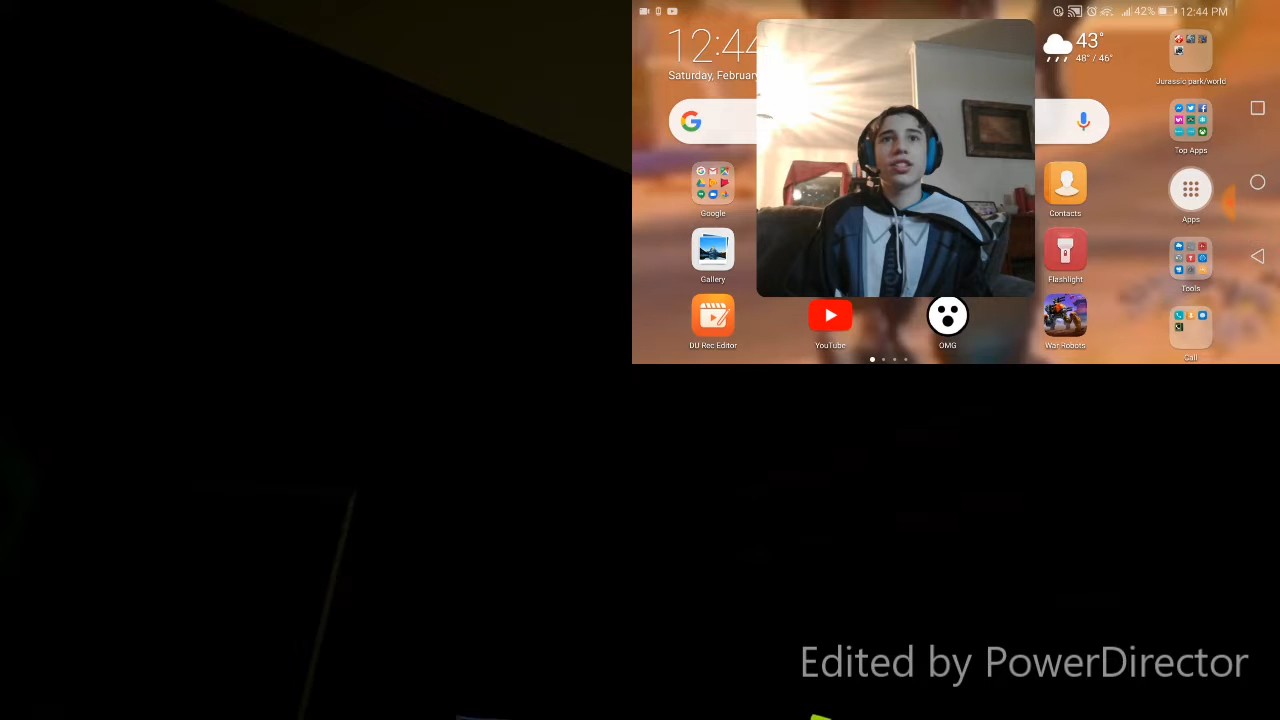 42% 12:44 PM
12:44
Saturday, February
43°
48° / 46°
Jurassic park/world
Top Apps
Google
Contacts
Apps
Gallery
Flashlight
Tools
DU Rec Editor
YouTube
OMG
War Robots
Call
Edited by PowerDirector